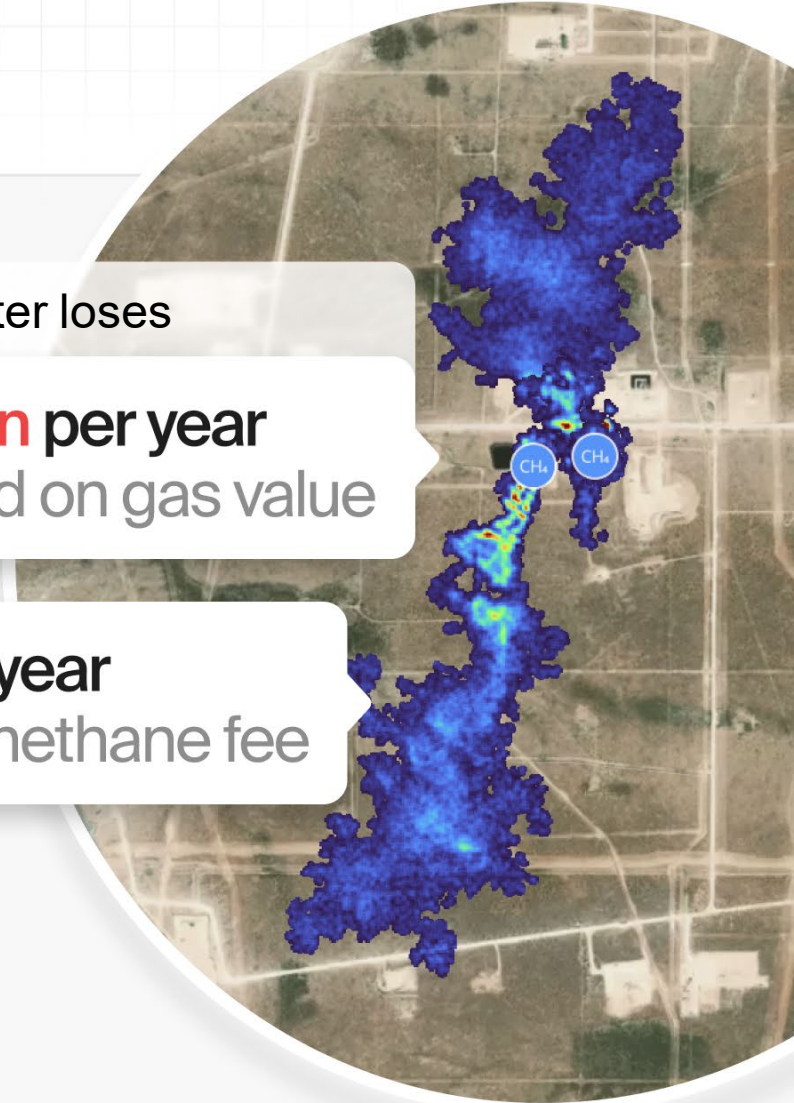 ter loses
n per year
d on gas value
year
nethane fee
CH₄
CH₄